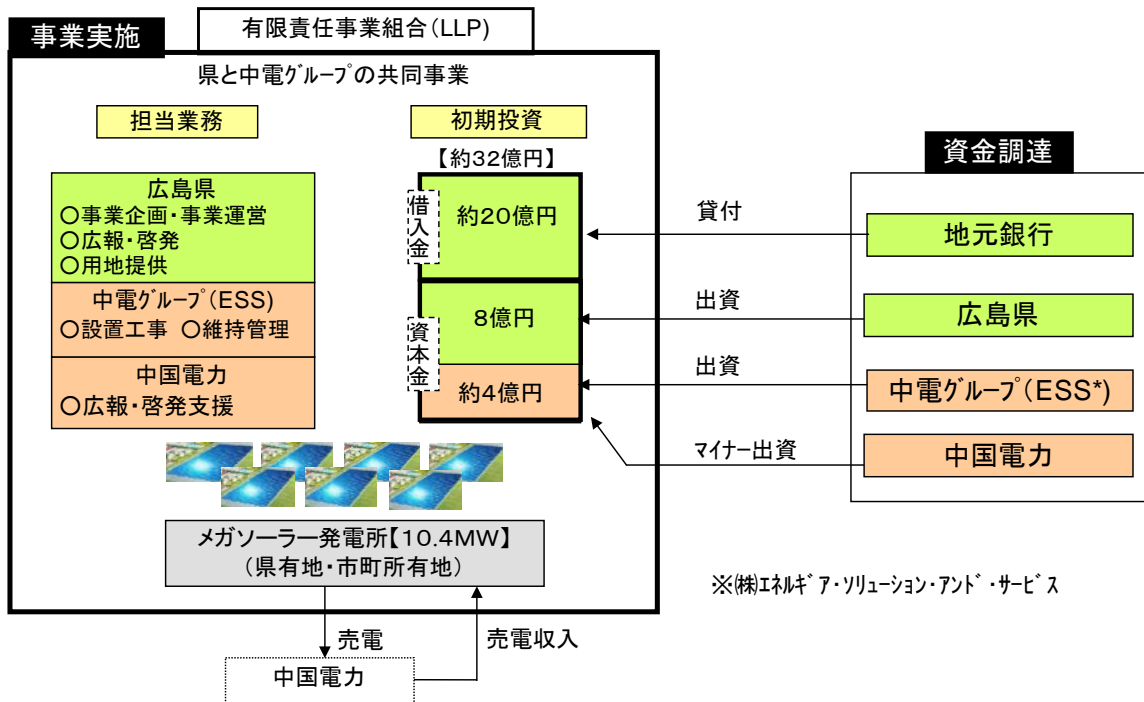 事業実施
有限責任事業組合(LLP)
県と中電ｸﾞﾙｰﾌﾟの共同事業
担当業務
初期投資
【約32億円】
広島県
○事業企画・事業運営
○広報・啓発
○用地提供
中電ｸﾞﾙｰﾌﾟ(ESS)
○設置工事 ○維持管理
中国電力
○広報・啓発支援
借入金
約20億円
資本金
8億円
約4億円
メガソーラー発電所【10.4MW】
(県有地・市町所有地)
売電
売電収入
中国電力
資金調達
貸付
地元銀行
出資
広島県
出資
中電ｸﾞﾙｰﾌﾟ(ESS*)
ﾏｲﾅｰ出資
中国電力
※㈱ｴﾈﾙｷﾞｱ・ｿﾘｭｰｼｮﾝ・ｱﾝﾄﾞ・ｻｰﾋﾞｽ